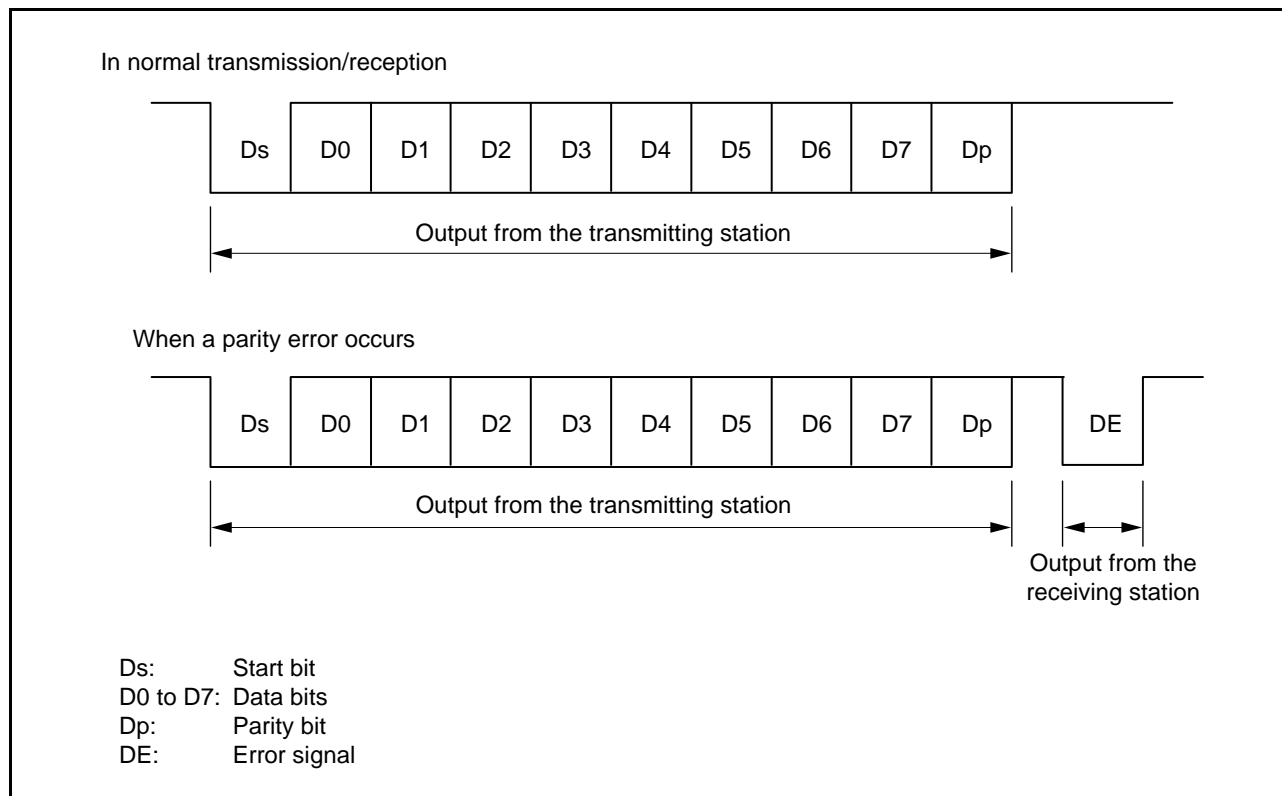 In normal transmission/reception
Ds D0 D1 D2 D3 D4 D5 D6 D7 Dp
Output from the transmitting station
When a parity error occurs
Ds D0 D1 D2 D3 D4 D5 D6 D7 Dp DE
Output from the transmitting station
Output from the
receiving station
Ds: Start bit
D0 to D7: Data bits
Dp: Parity bit
DE: Error signal